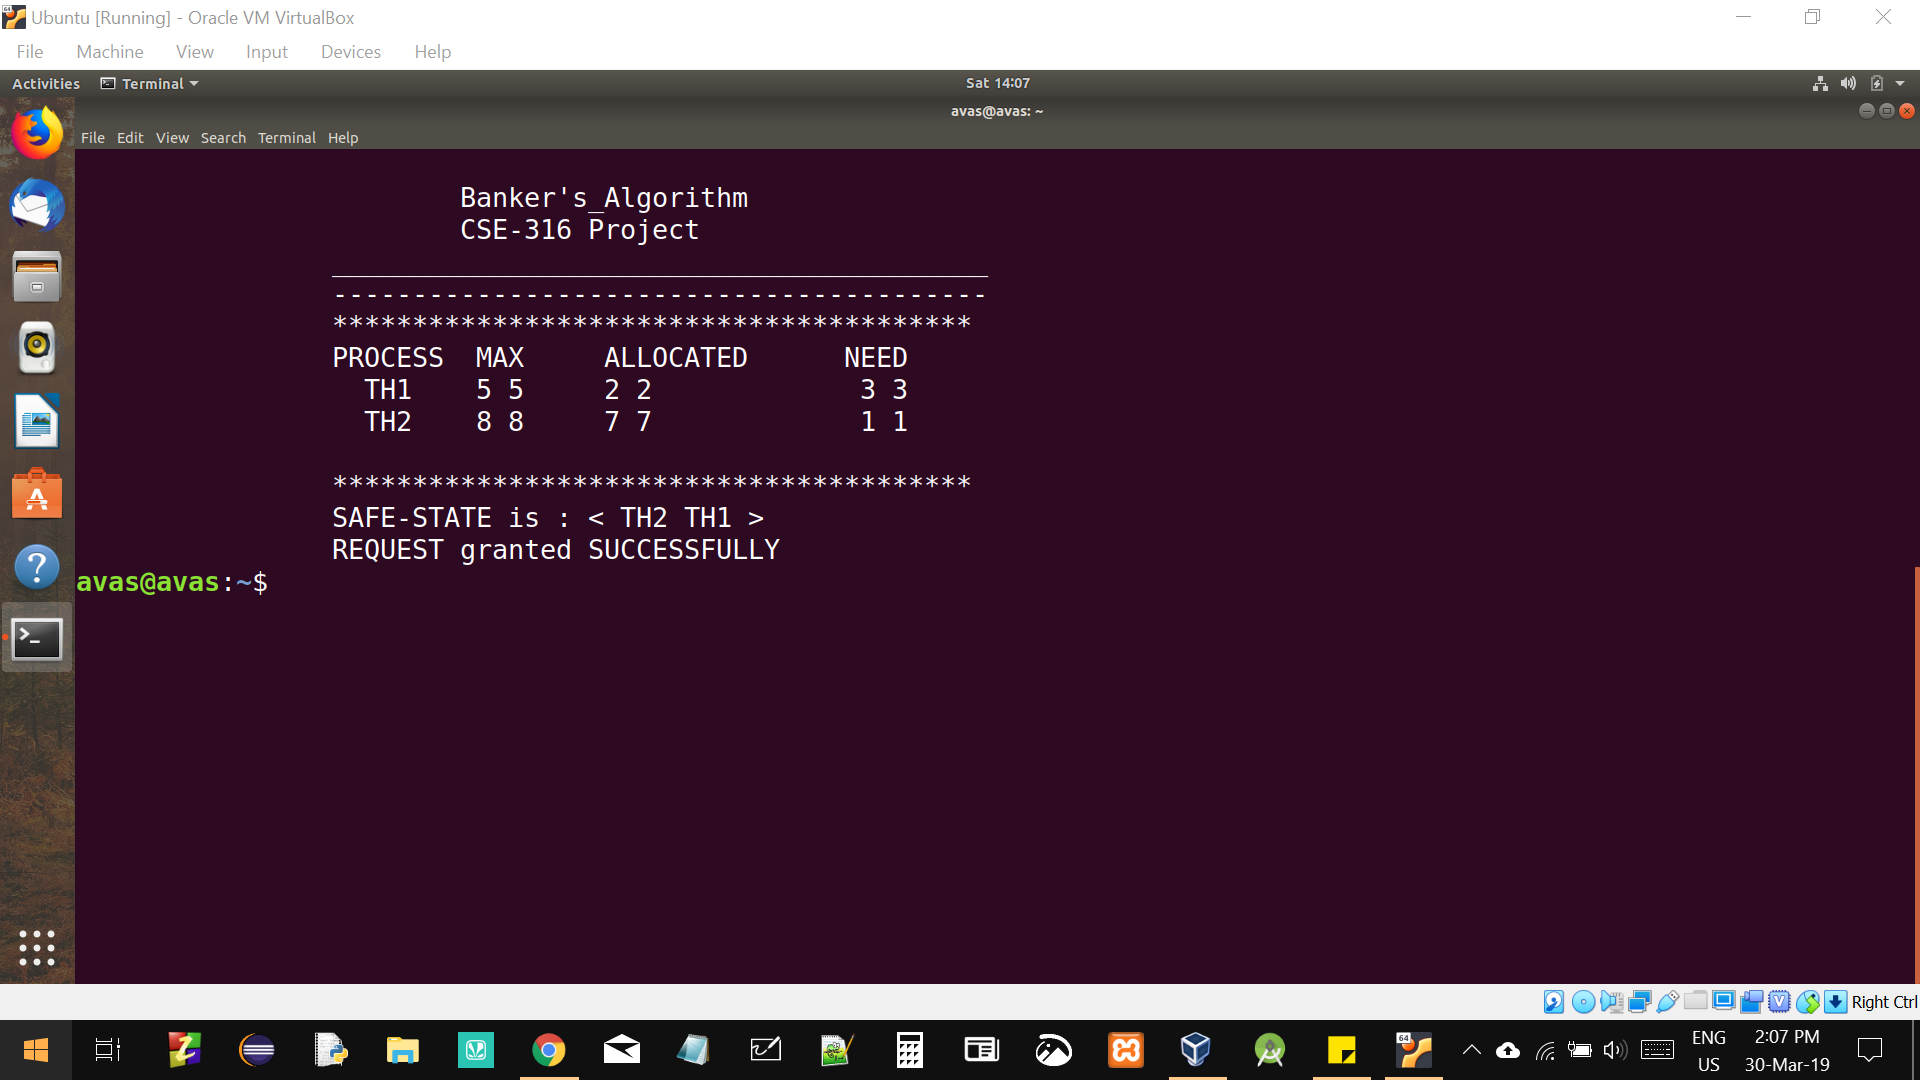 Ubuntu [Running] - Oracle VM VirtualBox
File Machine View Input Devices Help
Activities Terminal Sat 14:07
avas@avas: ~
File Edit View Search Terminal Help
Banker's_Algorithm
CSE-316 Project
_________________________________________
-----------------------------------------
****************************************
PROCESS MAX ALLOCATED NEED
TH1 5 5 2 2 3 3
TH2 8 8 7 7 1 1
****************************************
SAFE-STATE is : < TH2 TH1 >
REQUEST granted SUCCESSFULLY
avas@avas:~$
Right Ctrl
ENG 2:07 PM
US 30-Mar-19